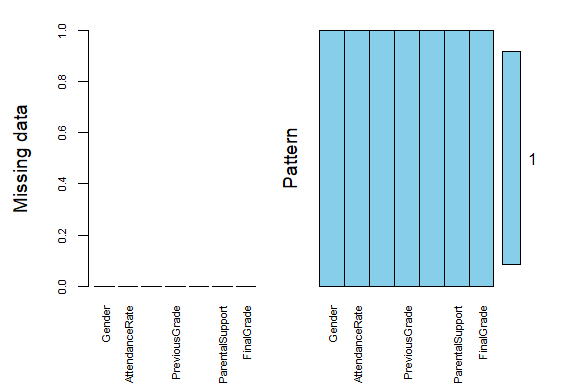 Missing data
1.0
0.8
0.6
0.4
0.2
0.0
Gender
AttendanceRate
PreviousGrade
ParentalSupport
FinalGrade
Pattern
Gender
AttendanceRate
PreviousGrade
ParentalSupport
FinalGrade
1